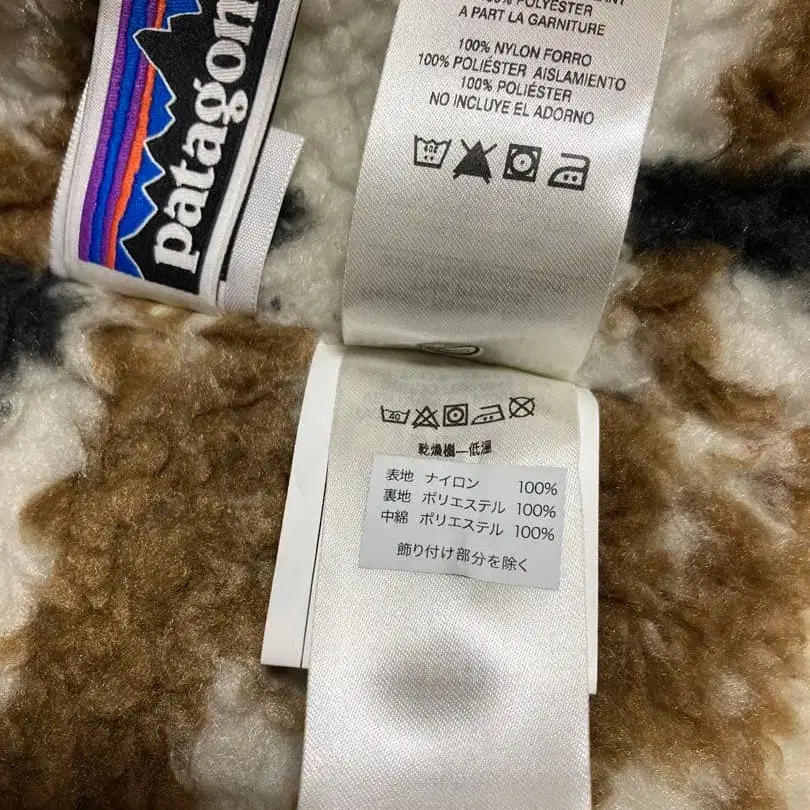 patagon
100% POLYESTER
A PART LA GARNITURE
100% NYLON FORRO
100% POLIÉSTER AISLAMIENTO
100% POLIÉSTER
NO INCLUYE EL ADORNO
40
乾燥機—低温
表地 ナイロン 100%
裏地 ポリエステル 100%
中綿 ポリエステル 100%
飾り付け部分を除く